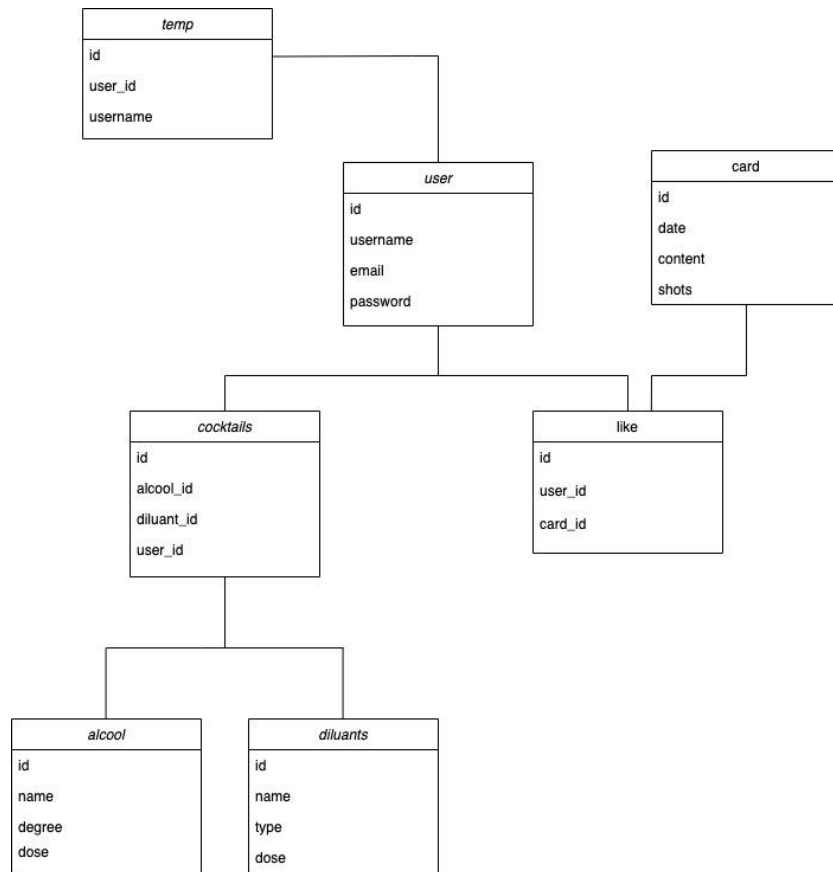 temp
id
user_id
username
user
id
username
email
password
card
id
date
content
shots
cocktails
id
alcool_id
diluant_id
user_id
like
id
user_id
card_id
alcool
id
name
degree
dose
diluants
id
name
type
dose